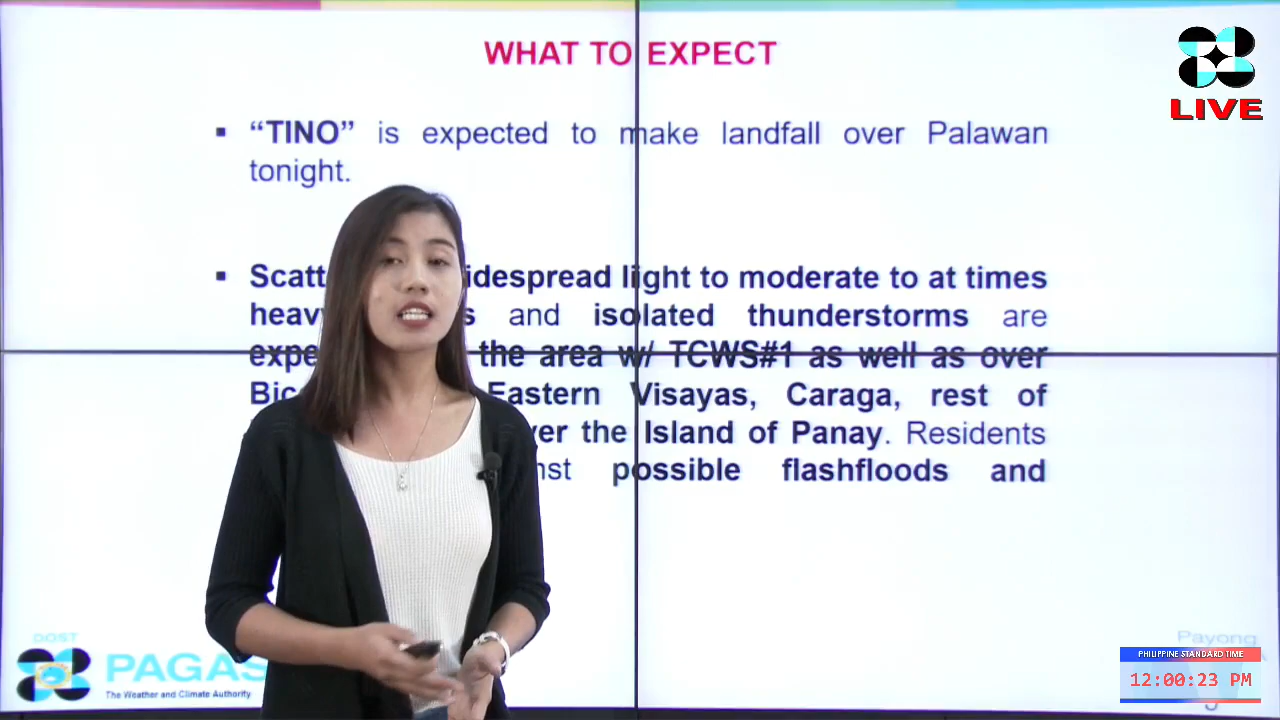 WHAT TO EXPECT
LIVE
▪ “TINO” is expected to make landfall over Palawan
tonight.
▪ Scatt idespread light to moderate to at times
heavy s and isolated thunderstorms are
expe the area w/ TCWS#1 as well as over
Bic Eastern Visayas, Caraga, rest of
ver the Island of Panay. Residents
nst possible flashfloods and
DOST
PAGAS
The Weather and Climate Authority
Payong
PHILIPPINE STANDARD TIME
12:00:23 PM